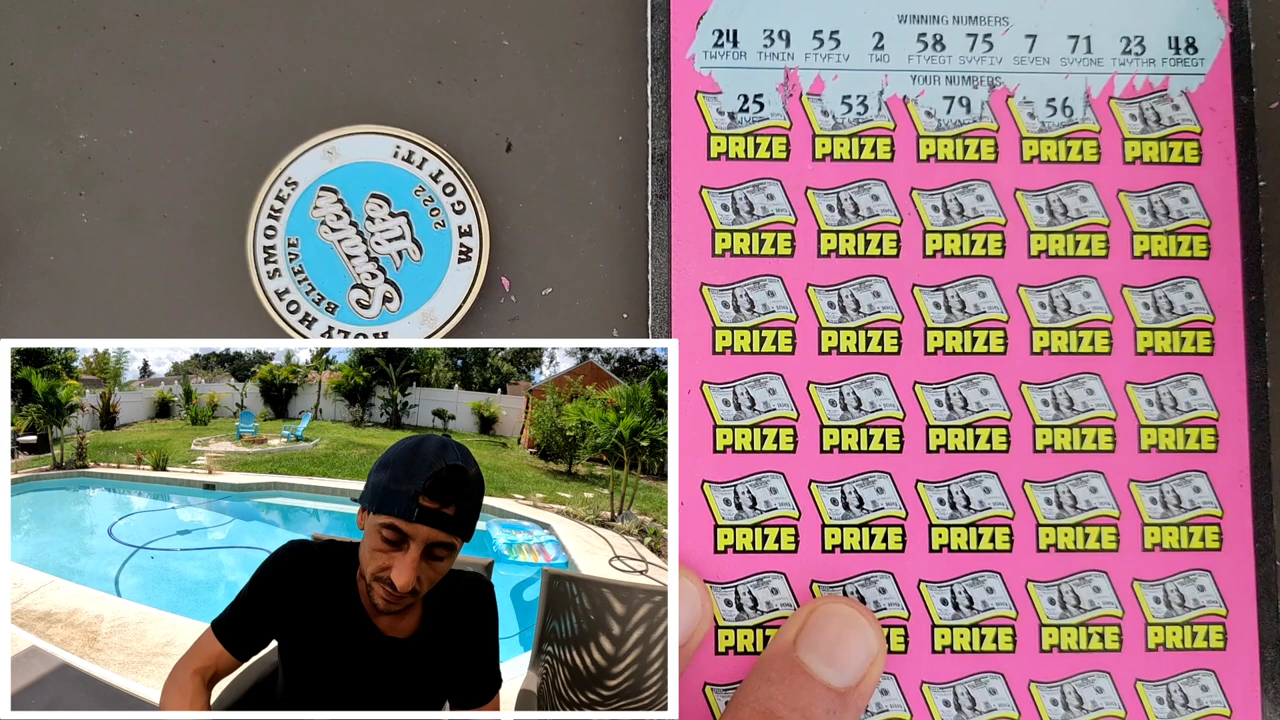 WINNING NUMBERS
24 39 55 2 58 75 7 71 23 48
TWYFOR THNIN FTYFIV TWO FTYEGT SVYFIV SEVEN SVYONE TWYTHR FOREGT
YOUR NUMBERS
25 53 79 56
PRIZE PRIZE PRIZE PRIZE PRIZE
PRIZE PRIZE PRIZE PRIZE PRIZE
PRIZE PRIZE PRIZE PRIZE PRIZE
PRIZE PRIZE PRIZE PRIZE PRIZE
PRIZE PRIZE PRIZE PRIZE PRIZE
PRIZE PRIZE PRIZE
HOT SMOKES
WE GOT IT!
BELIEVE
2022